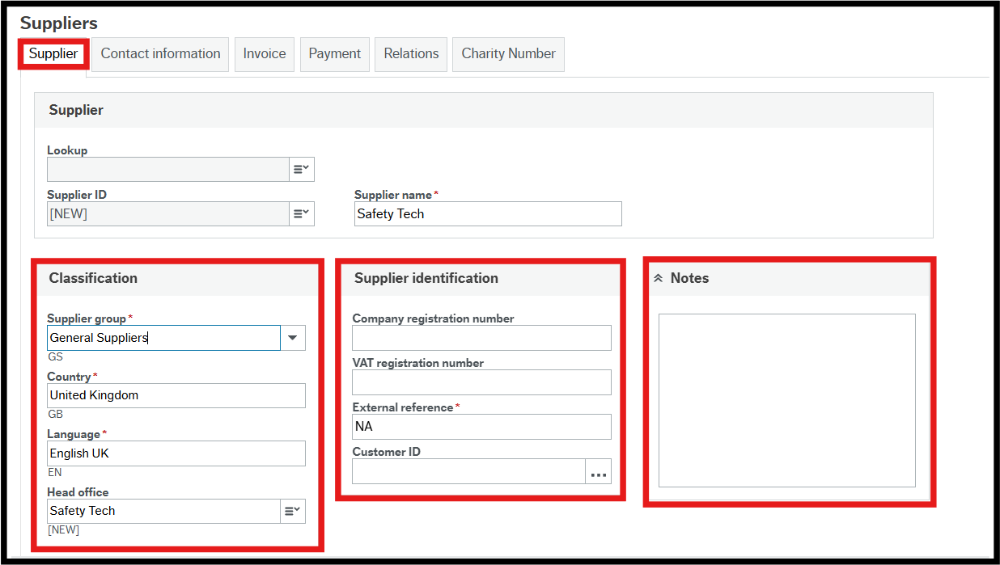 Suppliers
Supplier Contact information Invoice Payment Relations Charity Number
Supplier
Lookup
Supplier ID Supplier name*
[NEW] Safety Tech
Classification
Supplier group*
General Suppliers
GS
Country*
United Kingdom
GB
Language*
English UK
EN
Head office
Safety Tech
[NEW]
Supplier identification
Company registration number
VAT registration number
External reference*
NA
Customer ID
...
Notes